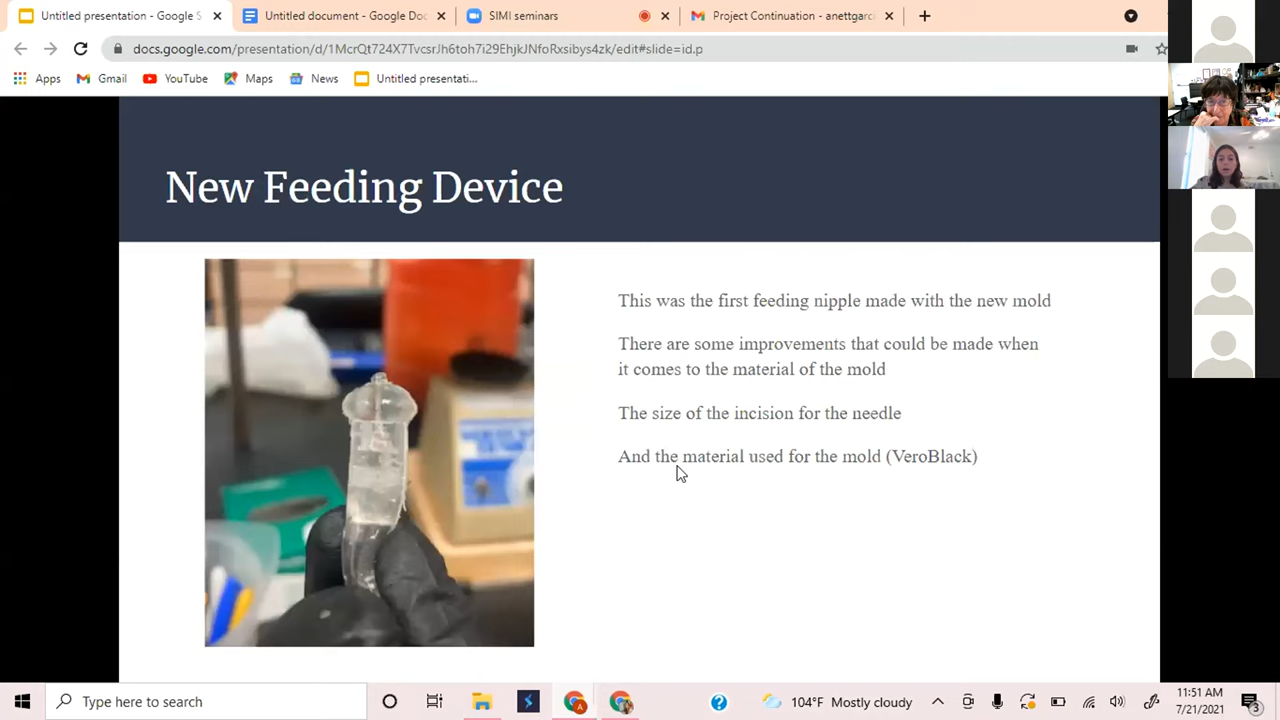 Untitled presentation - Google S
Untitled document - Google Doc
SIMI seminars
Project Continuation - anettgarc
docs.google.com/presentation/d/1McrQt724X7TvcsrJh6toh7i29EhjkJNfoRxsibys4zk/edit#slide=id.p
Apps
Gmail
YouTube
Maps
News
Untitled presentati...
New Feeding Device
This was the first feeding nipple made with the new mold
There are some improvements that could be made when
it comes to the material of the mold
The size of the incision for the needle
And the material used for the mold (VeroBlack)
Type here to search
104°F Mostly cloudy
11:51 AM
7/21/2021
3